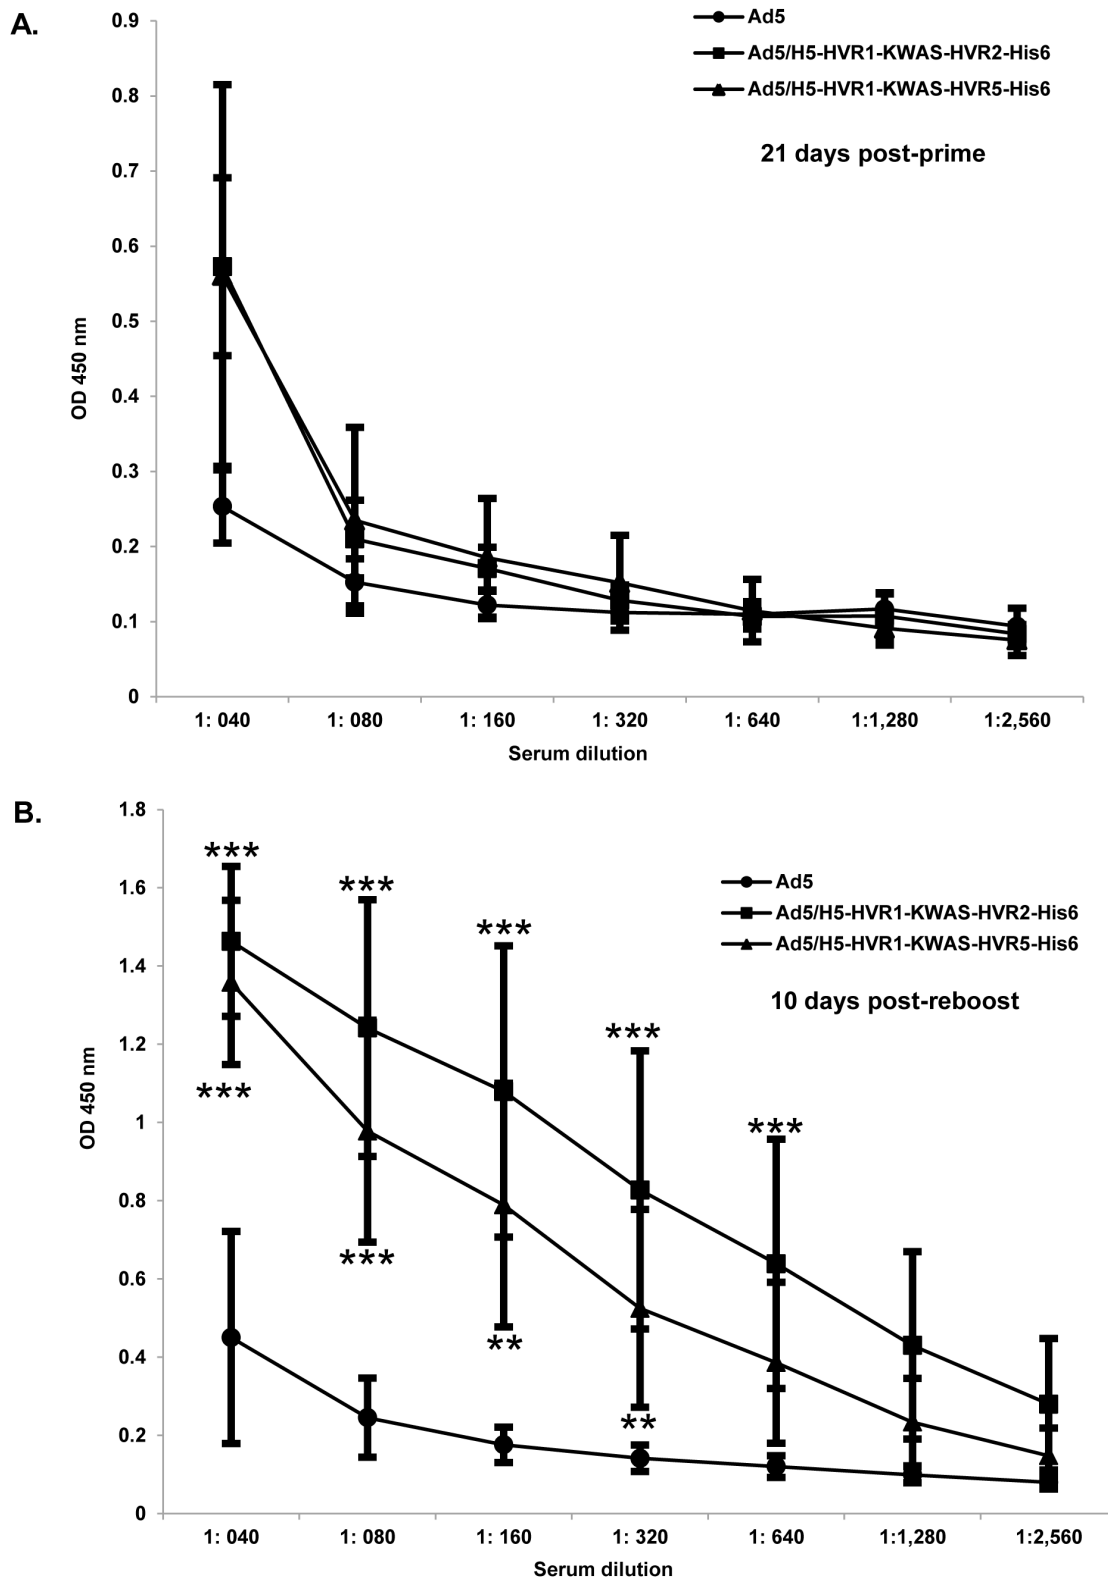 A.
Ad5
Ad5/H5-HVR1-KWAS-HVR2-His6
Ad5/H5-HVR1-KWAS-HVR5-His6
21 days post-prime
0.9
0.8
0.7
0.6
0.5
0.4
0.3
0.2
0.1
0
OD 450 nm
1: 040 1: 080 1: 160 1: 320 1: 640 1:1,280 1:2,560
Serum dilution
B.
Ad5
Ad5/H5-HVR1-KWAS-HVR2-His6
Ad5/H5-HVR1-KWAS-HVR5-His6
10 days post-reboost
1.8
1.6
1.4
1.2
1
0.8
0.6
0.4
0.2
0
OD 450 nm
***
***
***
***
***
***
***
**
**
1: 040 1: 080 1: 160 1: 320 1: 640 1:1,280 1:2,560
Serum dilution